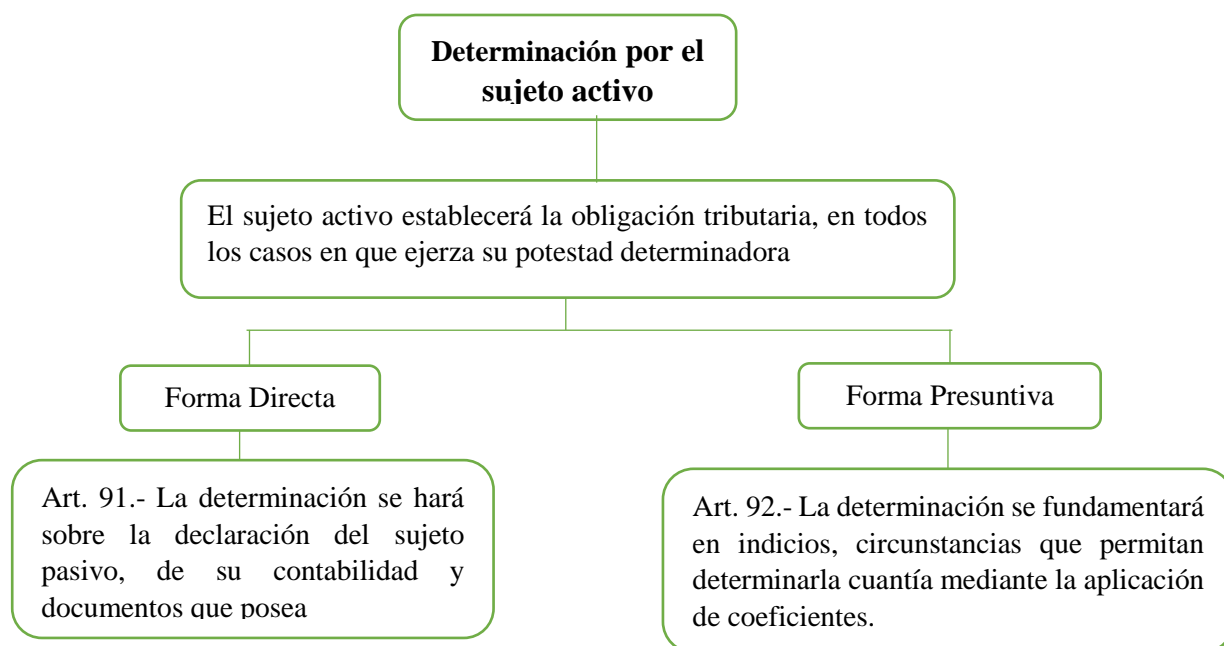 Determinación por el
sujeto activo
El sujeto activo establecerá la obligación tributaria, en todos
los casos en que ejerza su potestad determinadora
Forma Directa
Forma Presuntiva
Art. 91.- La determinación se hará
sobre la declaración del sujeto
pasivo, de su contabilidad y
documentos que posea
Art. 92.- La determinación se fundamentará
en indicios, circunstancias que permitan
determinarla cuantía mediante la aplicación
de coeficientes.